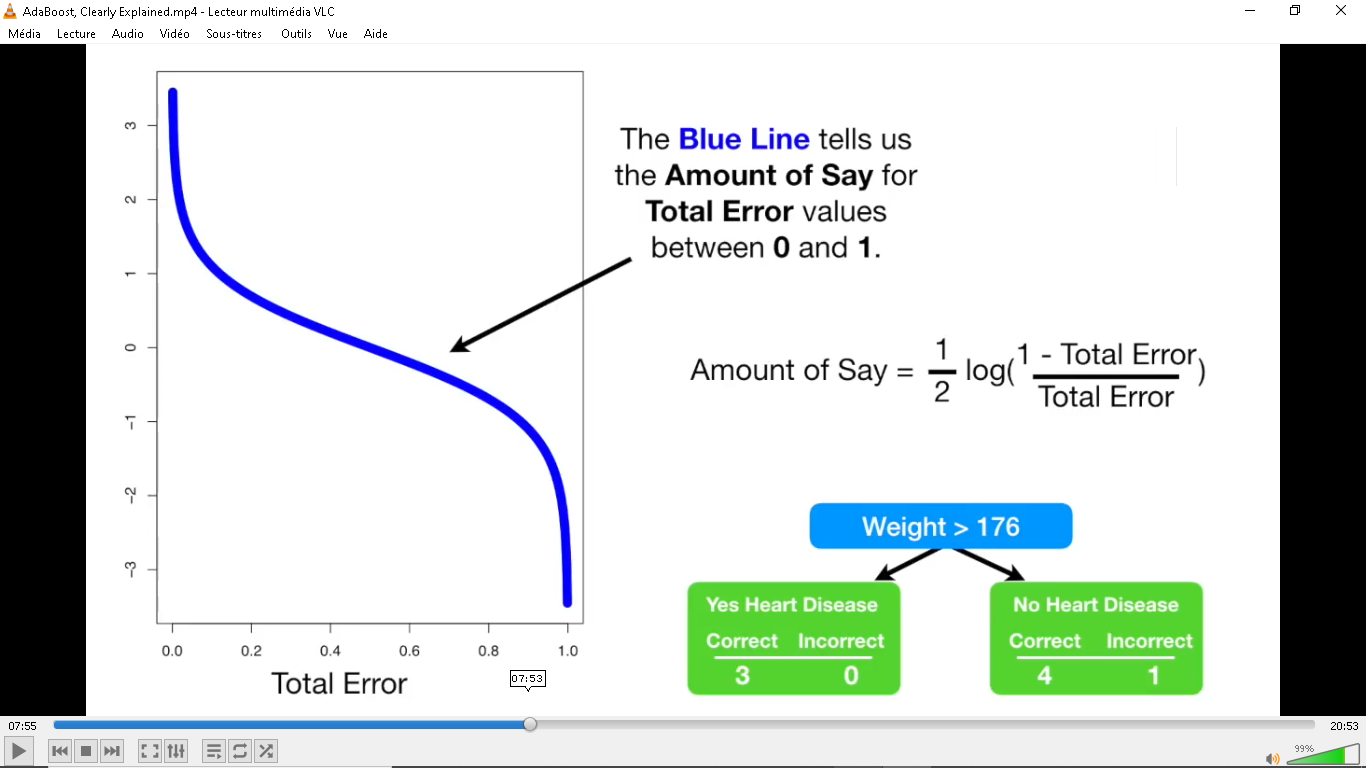 AdaBoost, Clearly Explained.mp4 - Lecteur multimédia VLC
Média Lecture Audio Vidéo Sous-titres Outils Vue Aide
3
2
1
0
-1
-2
-3
0.0 0.2 0.4 0.6 0.8 1.0
Total Error
The Blue Line tells us
the Amount of Say for
Total Error values
between 0 and 1.
Amount of Say = 1/2 log(1 - Total Error / Total Error)
Weight > 176
Yes Heart Disease
Correct Incorrect
3 0
No Heart Disease
Correct Incorrect
4 1
07:53
07:55
20:53
99%